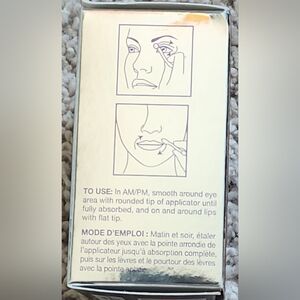 TO USE: In AM/PM, smooth around eye
area with rounded tip of applicator until
fully absorbed, and on and around lips
with flat tip.
MODE D'EMPLOI : Matin et soir, étaler
autour des yeux avec la pointe arrondie de
l'applicateur jusqu'à absorption complète,
puis sur les lèvres et le pourtour des lèvres
avec la pointe